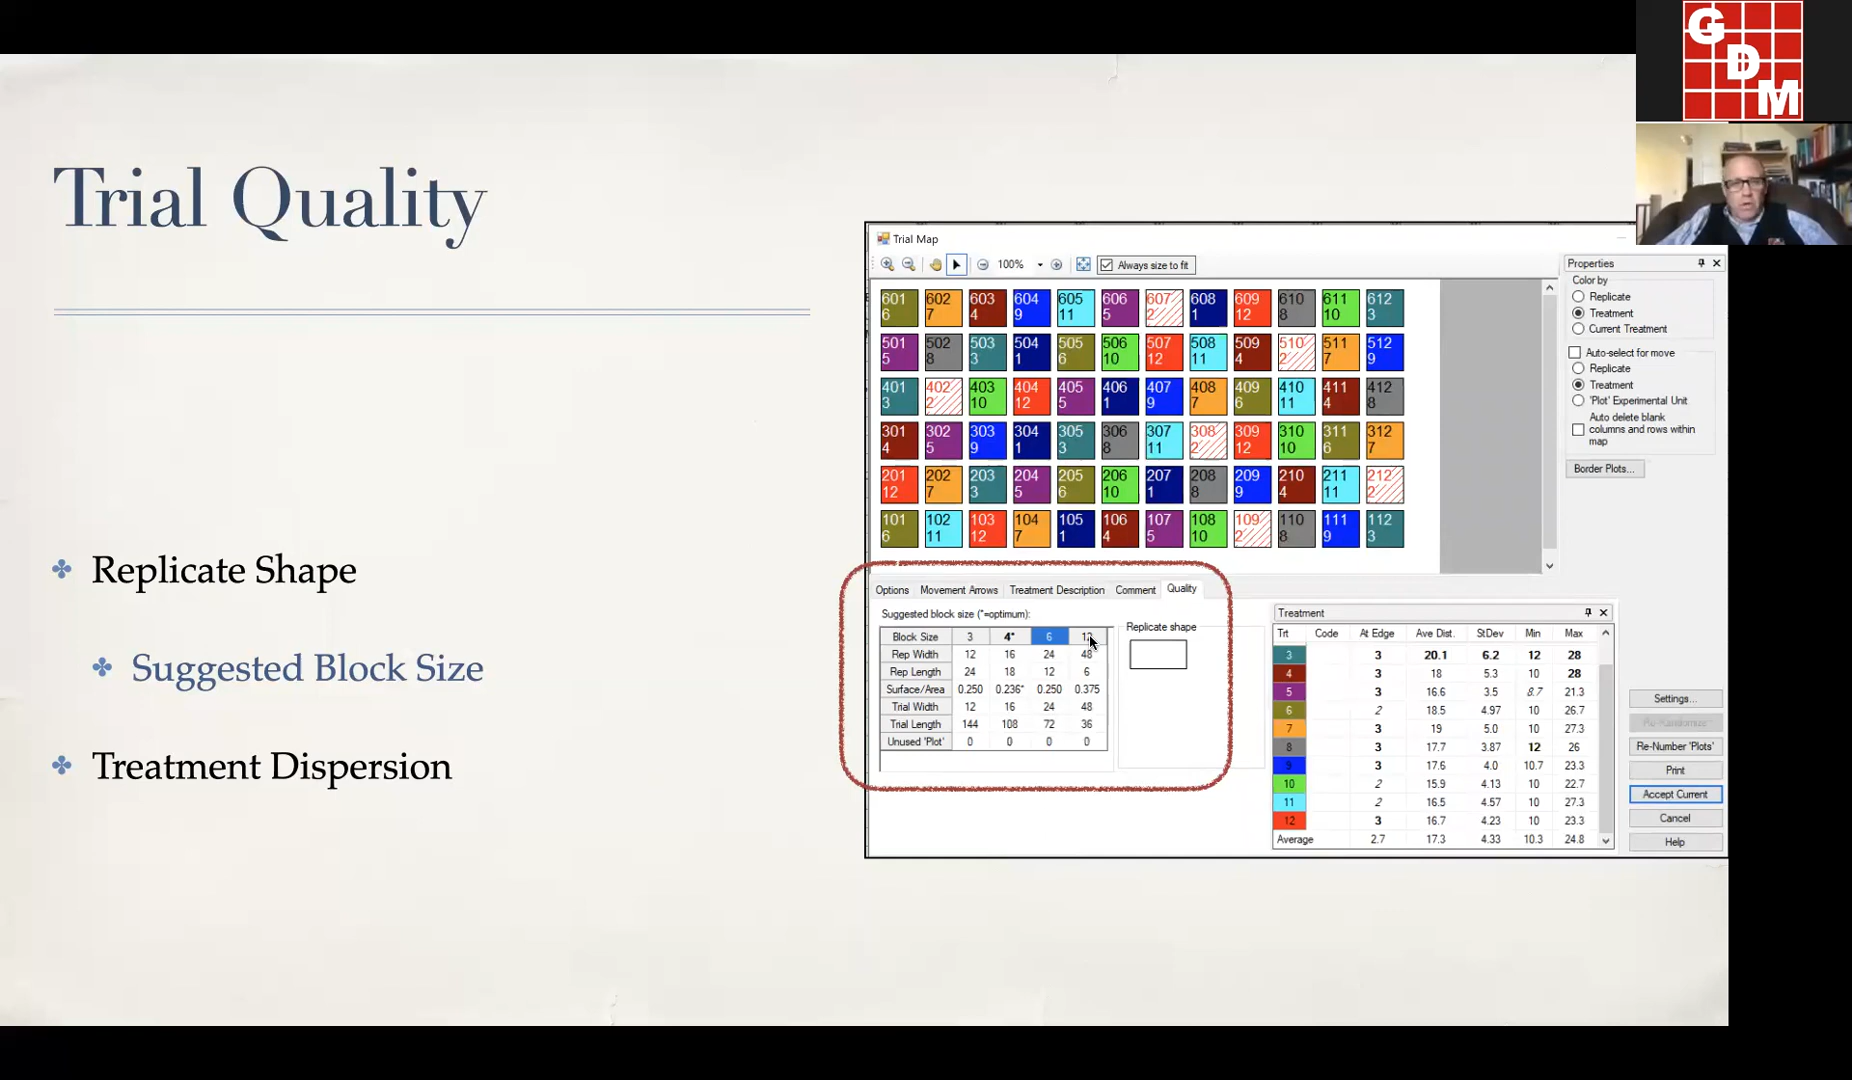 GDM
Trial Quality
Replicate Shape
Suggested Block Size
Treatment Dispersion
Trial Map
100%
Always size to fit
601 602 603 604 605 606 607 608 609 610 611 612
6 7 4 9 11 5 2 1 12 8 10 3
501 502 503 504 505 506 507 508 509 510 511 512
5 8 3 1 6 10 12 11 4 2 7 9
401 402 403 404 405 406 407 408 409 410 411 412
3 2 10 12 5 1 9 7 6 11 4 8
301 302 303 304 305 306 307 308 309 310 311 312
4 5 9 1 3 8 11 2 12 10 6 7
201 202 203 204 205 206 207 208 209 210 211 212
12 7 3 5 6 10 1 8 9 4 11 2
101 102 103 104 105 106 107 108 109 110 111 112
6 11 12 7 1 4 5 10 2 8 9 3
Properties
Color by
Replicate
Treatment
Current Treatment
Auto-select for move
Replicate
Treatment
'Plot' Experimental Unit
Auto delete blank
columns and rows within
map
Border Plots...
Options Movement Arrows Treatment Description Comment Quality
Suggested block size (*=optimum):
Block Size 3 4* 6 12
Rep Width 12 16 24 48
Rep Length 24 18 12 6
Surface/Area 0.250 0.236* 0.250 0.375
Trial Width 12 16 24 48
Trial Length 144 108 72 36
Unused 'Plot' 0 0 0 0
Replicate shape
Treatment
Trt Code At Edge Ave Dist. StDev Min Max
3 3 20.1 6.2 12 28
4 3 18 5.3 10 28
5 3 16.6 3.5 8.7 21.3
6 2 18.5 4.97 10 26.7
7 3 19 5.0 10 27.3
8 3 17.7 3.87 12 26
9 3 17.6 4.0 10.7 23.3
10 2 15.9 4.13 10 22.7
11 2 16.5 4.57 10 27.3
12 3 16.7 4.23 10 23.3
Average 2.7 17.3 4.33 10.3 24.8
Settings...
Re-Randomize
Re-Number 'Plots'
Print
Accept Current
Cancel
Help